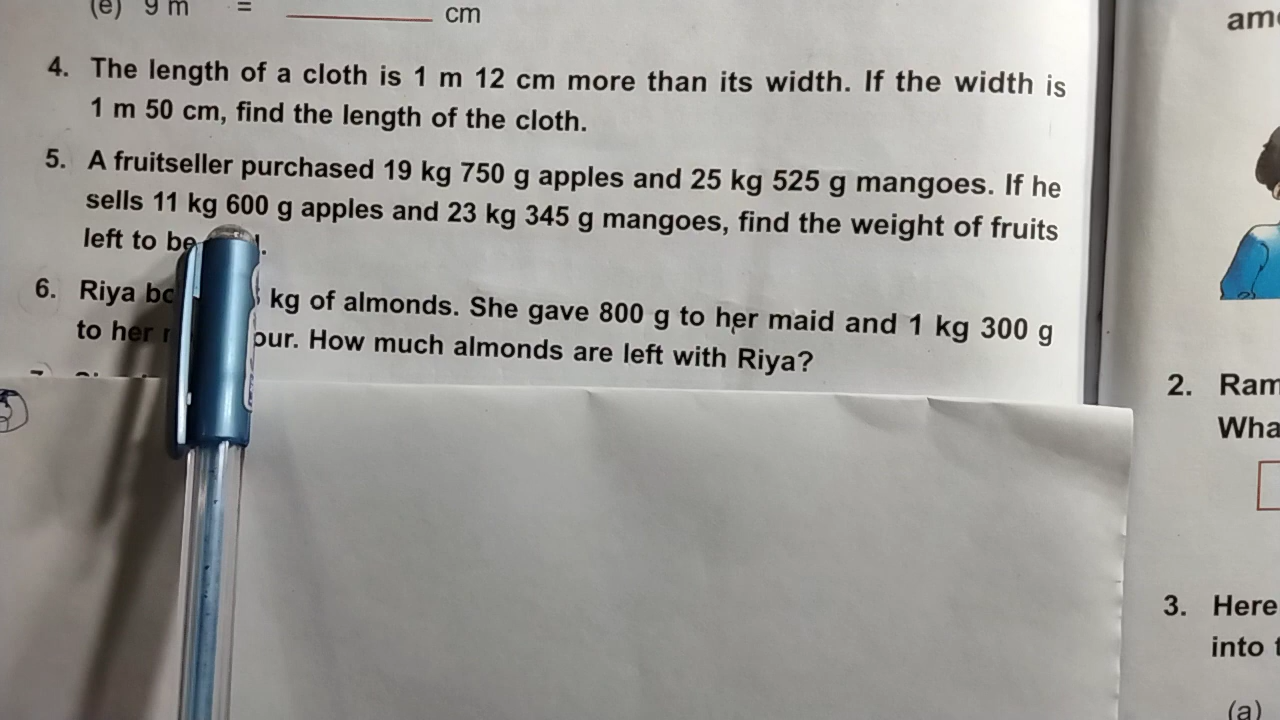 (e) 9 m = cm
4. The length of a cloth is 1 m 12 cm more than its width. If the width is
1 m 50 cm, find the length of the cloth.
5. A fruitseller purchased 19 kg 750 g apples and 25 kg 525 g mangoes. If he
sells 11 kg 600 g apples and 23 kg 345 g mangoes, find the weight of fruits
left to be
6. Riya kg of almonds. She gave 800 g to her maid and 1 kg 300 g
to her How much almonds are left with Riya?
2. Ram
3. Here
into
(a)